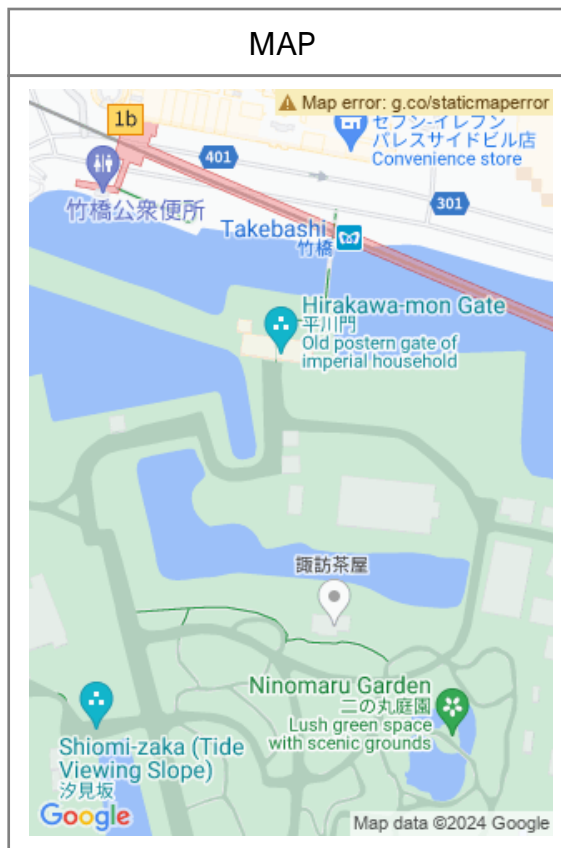 MAP
Map error: g.co/staticmaperror
1b
セブン-イレブン
パレスサイドビル店
Convenience store
401
竹橋公衆便所
301
Takebashi
竹橋
Hirakawa-mon Gate
平川門
Old postern gate of
imperial household
諏訪茶屋
Ninomaru Garden
二の丸庭園
Lush green space
with scenic grounds
Shiomi-zaka (Tide
Viewing Slope)
汐見坂
Google
Map data ©2024 Google